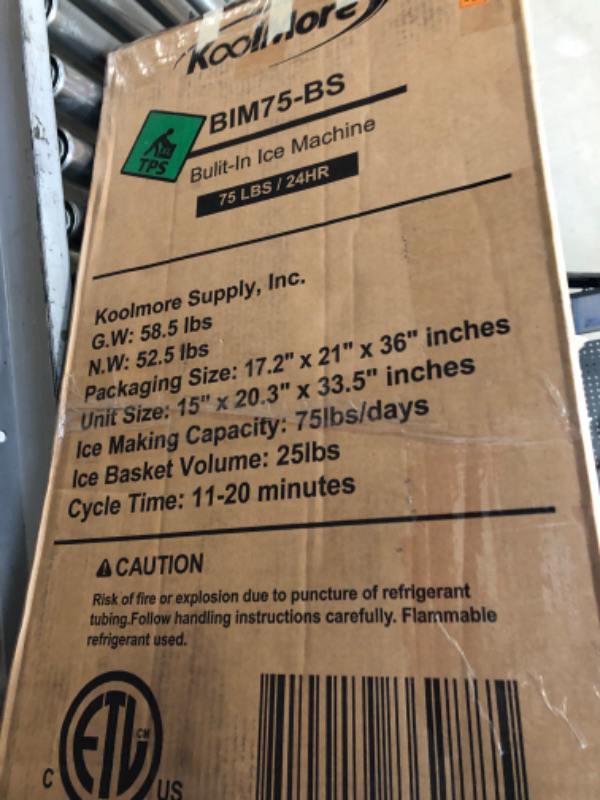 Koolmore
BIM75-BS
TPS
Bulit-In Ice Machine
75 LBS / 24HR
Koolmore Supply, Inc.
G.W: 58.5 lbs
N.W: 52.5 lbs
Packaging Size: 17.2" x 21" x 36" inches
Unit Size: 15" x 20.3" x 33.5" inches
Ice Making Capacity: 75lbs/days
Ice Basket Volume: 25lbs
Cycle Time: 11-20 minutes
CAUTION
Risk of fire or explosion due to puncture of refrigerant
tubing.Follow handling instructions carefully. Flammable
refrigerant used.
ETL CM
C US